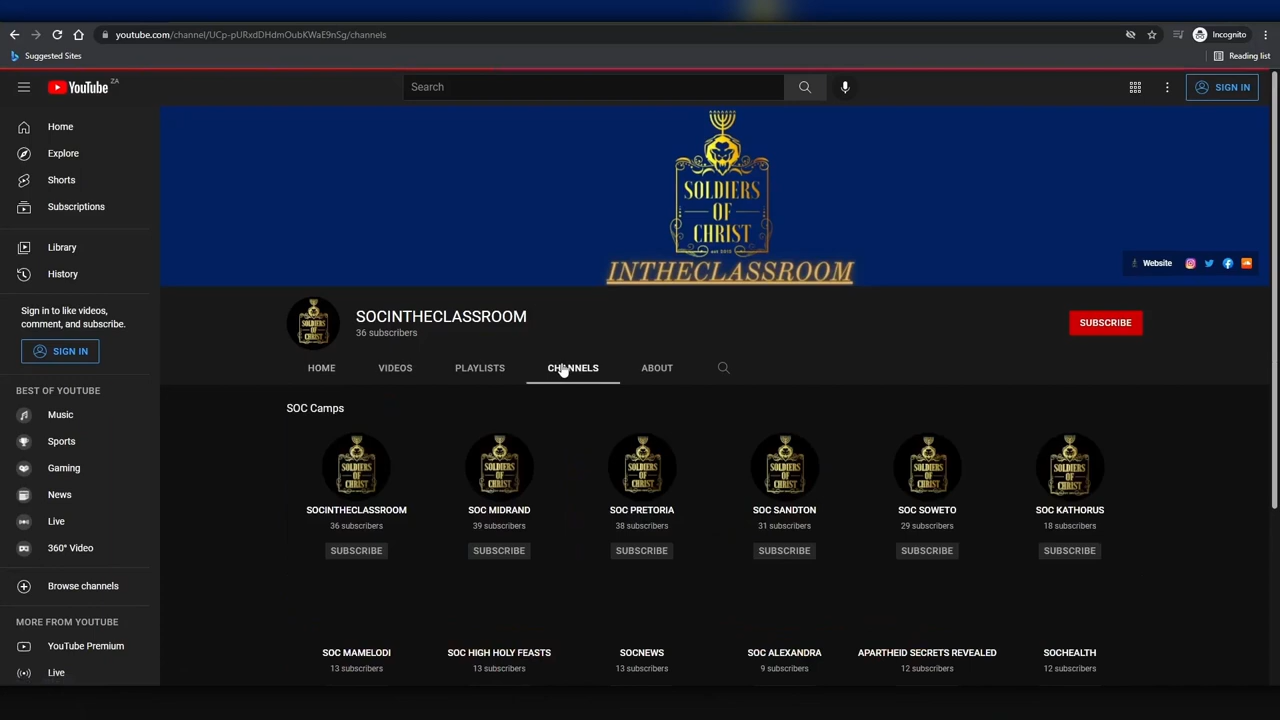 youtube.com/channel/UCp-pURxdDHdmOubKWaE9nSg/channels
Incognito
Suggested Sites
Reading list
YouTube ZA
Search
SIGN IN
Home
Explore
Shorts
Subscriptions
Library
History
Sign in to like videos,
comment, and subscribe.
SIGN IN
BEST OF YOUTUBE
Music
Sports
Gaming
News
Live
360° Video
Browse channels
MORE FROM YOUTUBE
YouTube Premium
Live
SOLDIERS
OF
CHRIST
INTHECLASSROOM
Website
SOCINTHECLASSROOM
36 subscribers
SUBSCRIBE
HOME VIDEOS PLAYLISTS CHANNELS ABOUT
SOC Camps
SOCINTHECLASSROOM SOC MIDRAND SOC PRETORIA SOC SANDTON SOC SOWETO SOC KATHORUS
36 subscribers 39 subscribers 38 subscribers 31 subscribers 29 subscribers 18 subscribers
SUBSCRIBE SUBSCRIBE SUBSCRIBE SUBSCRIBE SUBSCRIBE SUBSCRIBE
SOC MAMELODI SOC HIGH HOLY FEASTS SOCNEWS SOC ALEXANDRA APARTHEID SECRETS REVEALED SOCHEALTH
13 subscribers 13 subscribers 13 subscribers 9 subscribers 12 subscribers 12 subscribers